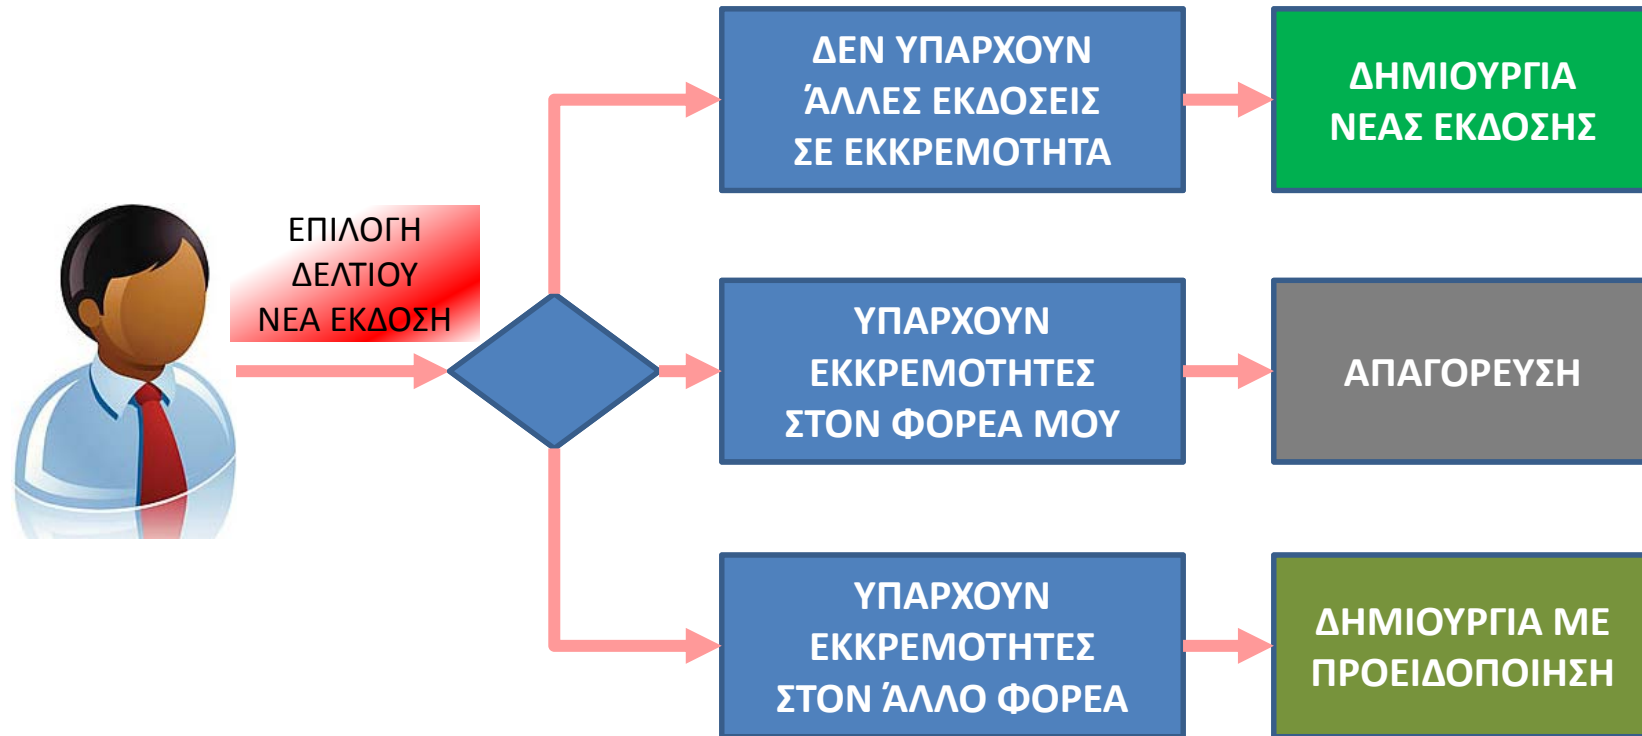 ΕΠΙΛΟΓΗ
ΔΕΛΤΙΟΥ
ΝΕΑ ΕΚΔΟΣΗ
ΔΕΝ ΥΠΑΡΧΟΥΝ
ΆΛΛΕΣ ΕΚΔΟΣΕΙΣ
ΣΕ ΕΚΚΡΕΜΟΤΗΤΑ
ΔΗΜΙΟΥΡΓΙΑ
ΝΕΑΣ ΕΚΔΟΣΗΣ
ΥΠΑΡΧΟΥΝ
ΕΚΚΡΕΜΟΤΗΤΕΣ
ΣΤΟΝ ΦΟΡΕΑ ΜΟΥ
ΑΠΑΓΟΡΕΥΣΗ
ΥΠΑΡΧΟΥΝ
ΕΚΚΡΕΜΟΤΗΤΕΣ
ΣΤΟΝ ΆΛΛΟ ΦΟΡΕΑ
ΔΗΜΙΟΥΡΓΙΑ ΜΕ
ΠΡΟΕΙΔΟΠΟΙΗΣΗ